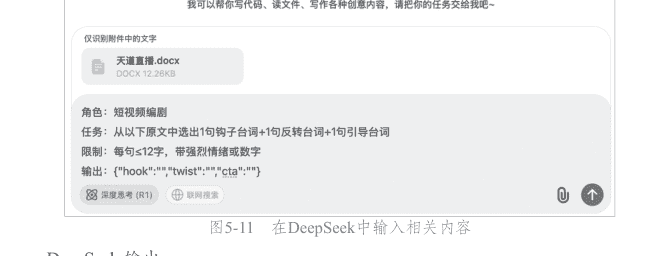 我可以帮你写代码、读文件、写作各种创意内容，请把你的任务交给我吧~
仅识别附件中的文字
天道直播.docx
DOCX 12.26KB
角色：短视频编剧
任务：从以下原文中选出1句钩子台词+1句反转台词+1句引导台词
限制：每句≤12字，带强烈情绪或数字
输出：{"hook":"","twist":"","cta":""}
深度思考 (R1)
联网搜索
图5-11 在DeepSeek中输入相关内容